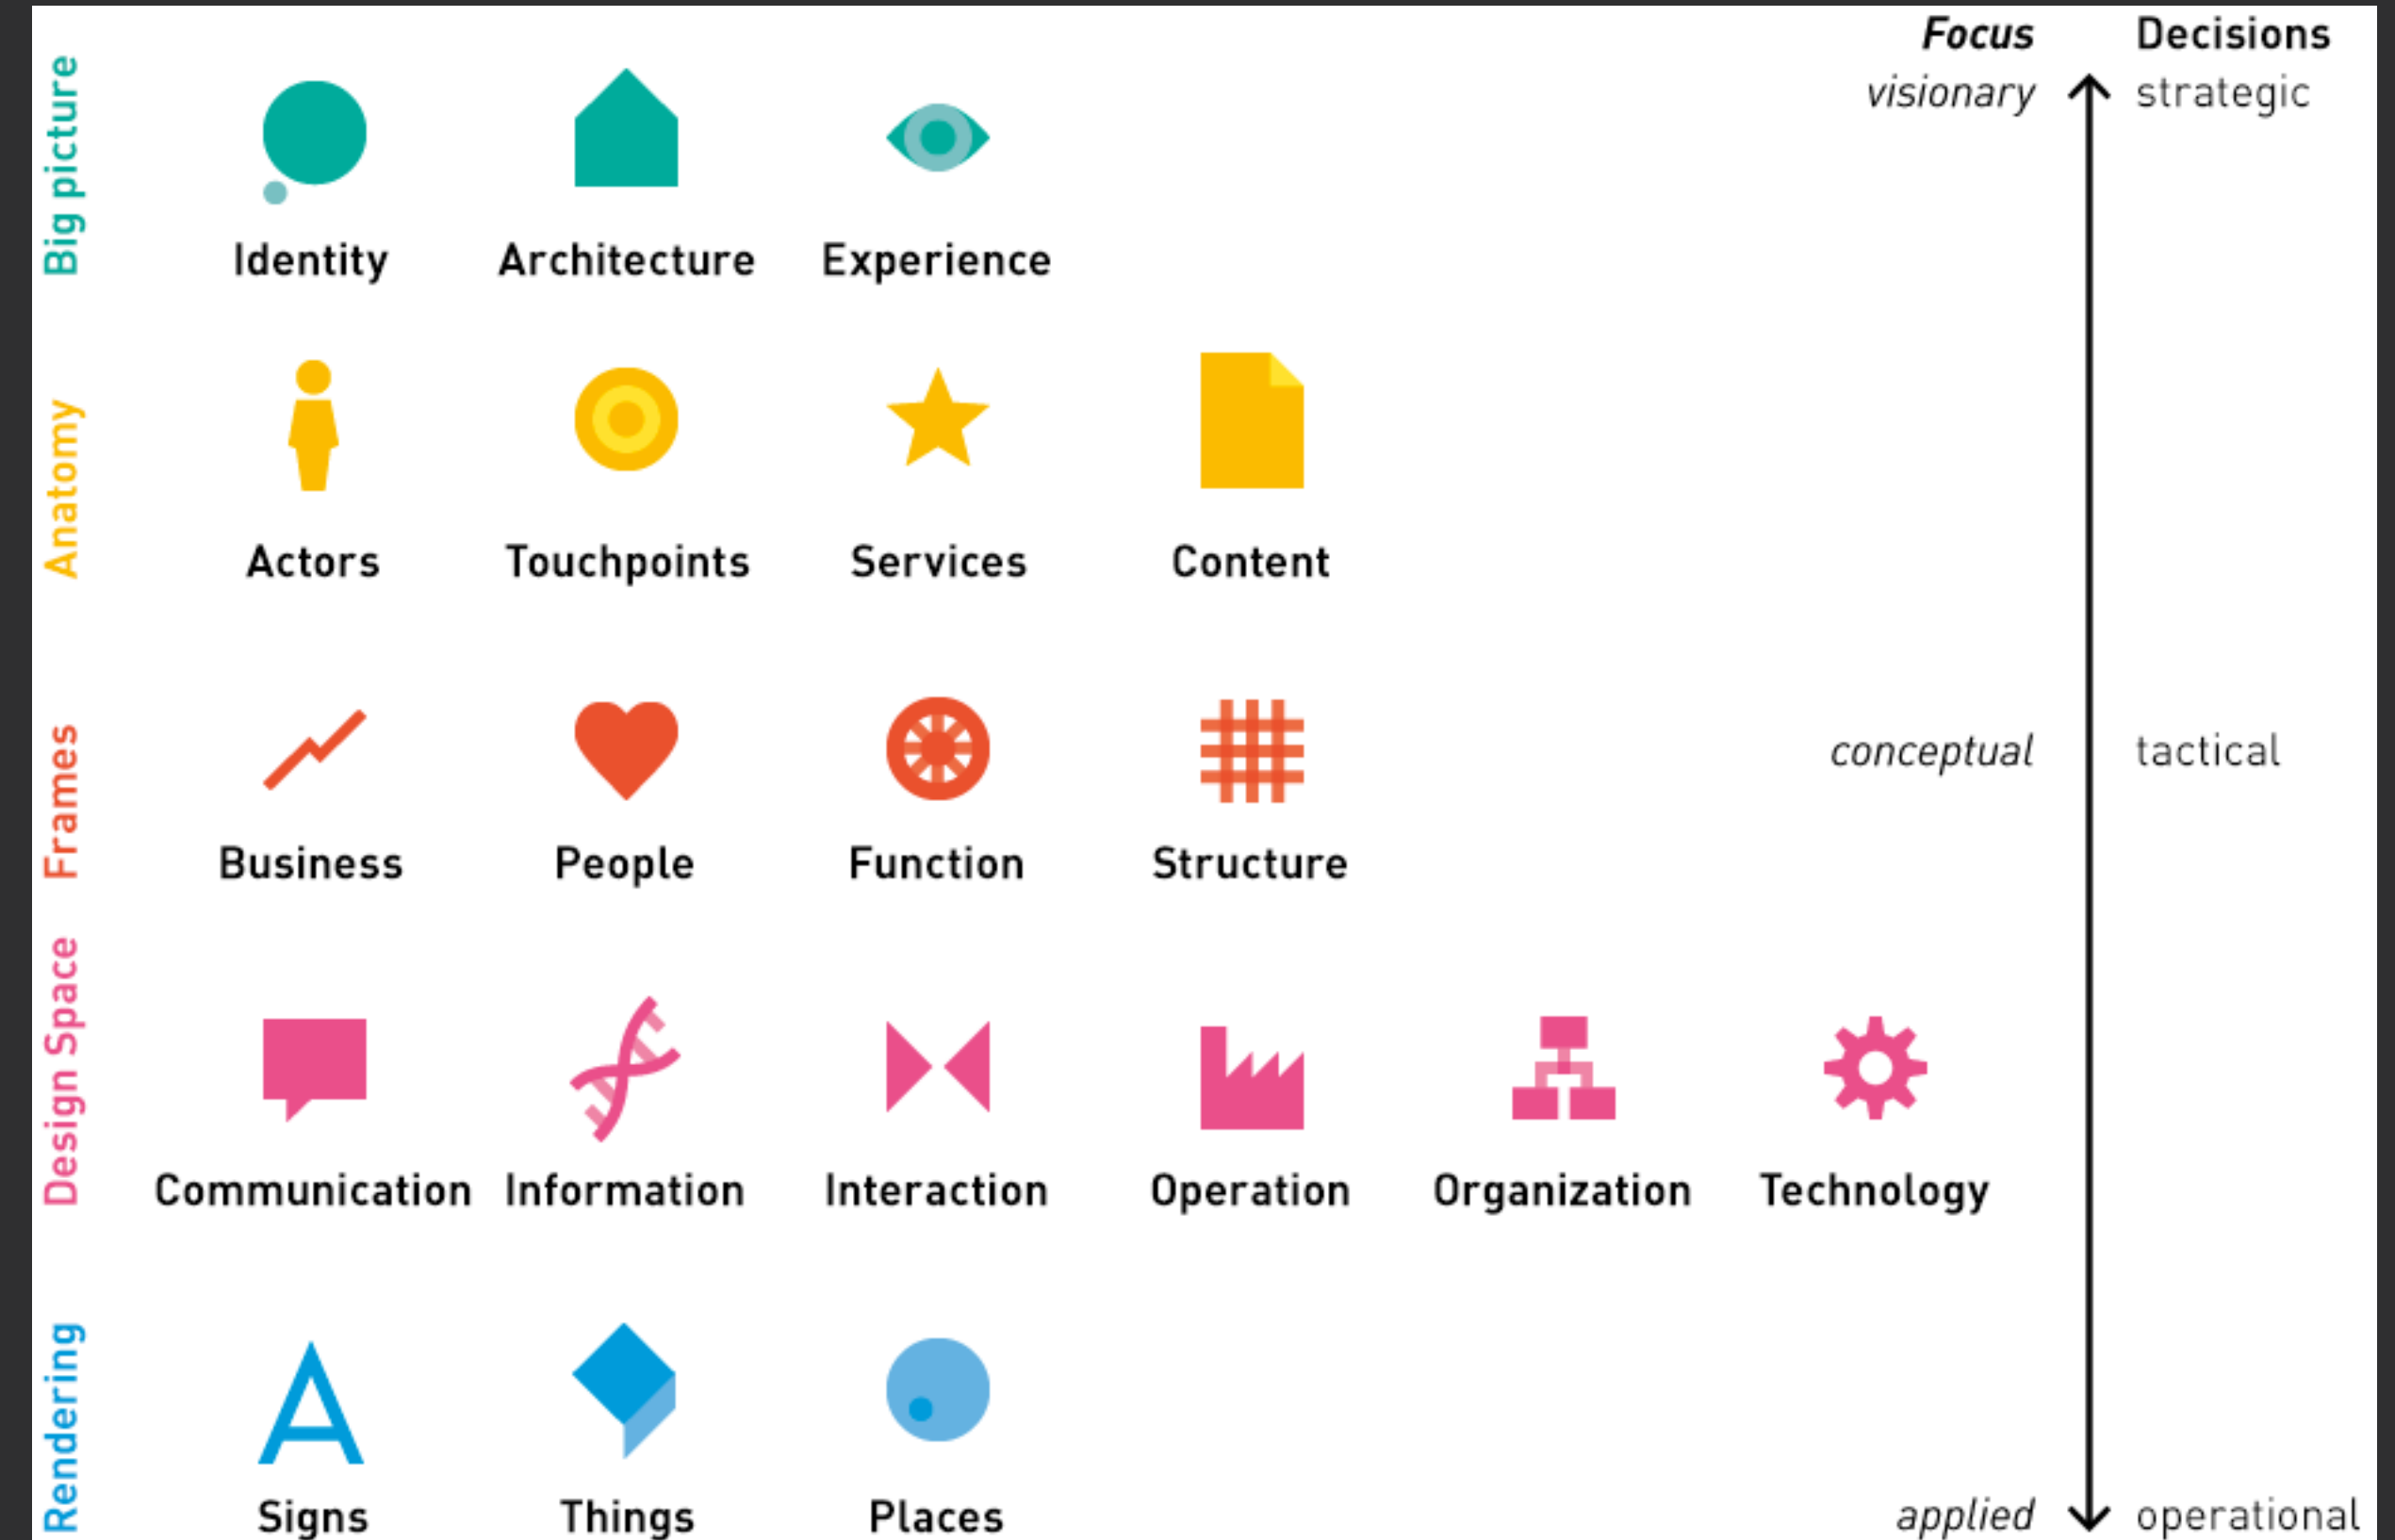 Focus Decisions
visionary strategic
Big picture
Identity Architecture Experience
Anatomy
Actors Touchpoints Services Content
Frames
conceptual tactical
Business People Function Structure
Design Space
Communication Information Interaction Operation Organization Technology
Rendering
Signs Things Places
applied operational